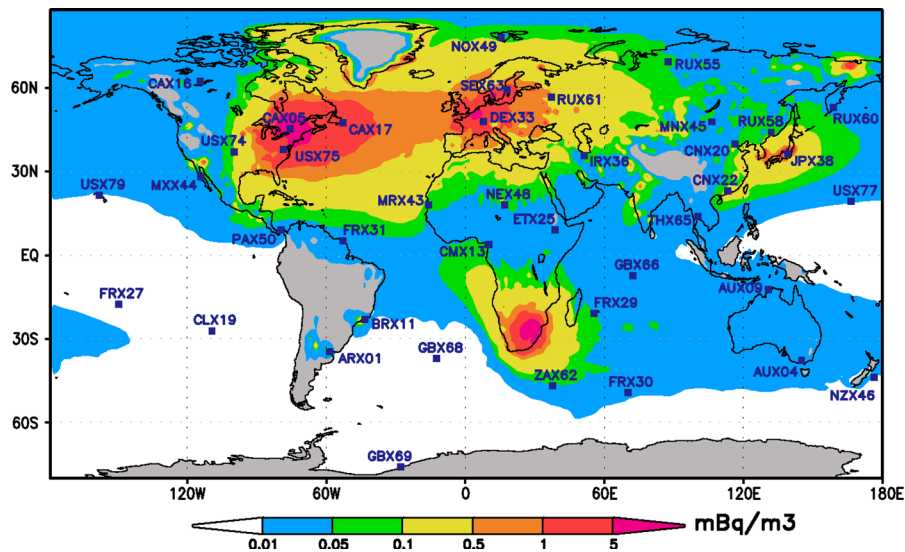 NOX49
RUX55
60N
CAX16
SEX63
RUX61
CAX05
CAX17
DEX33
MNX45
RUX58
RUX60
USX74
CNX20
30N
USX75
IRX36
JPX38
MXX44
CNX22
USX79
MRX43
NEX48
USX77
ETX25
THX65
PAX50
FRX31
EQ
CMX13
GBX66
FRX27
FRX29
AUX09
CLX19
BRX11
30S
ARX01
GBX68
ZAX62
FRX30
AUX04
NZX46
60S
GBX69
120W 60W 0 60E 120E 180E
mBq/m3
0.01 0.05 0.1 0.5 1 5